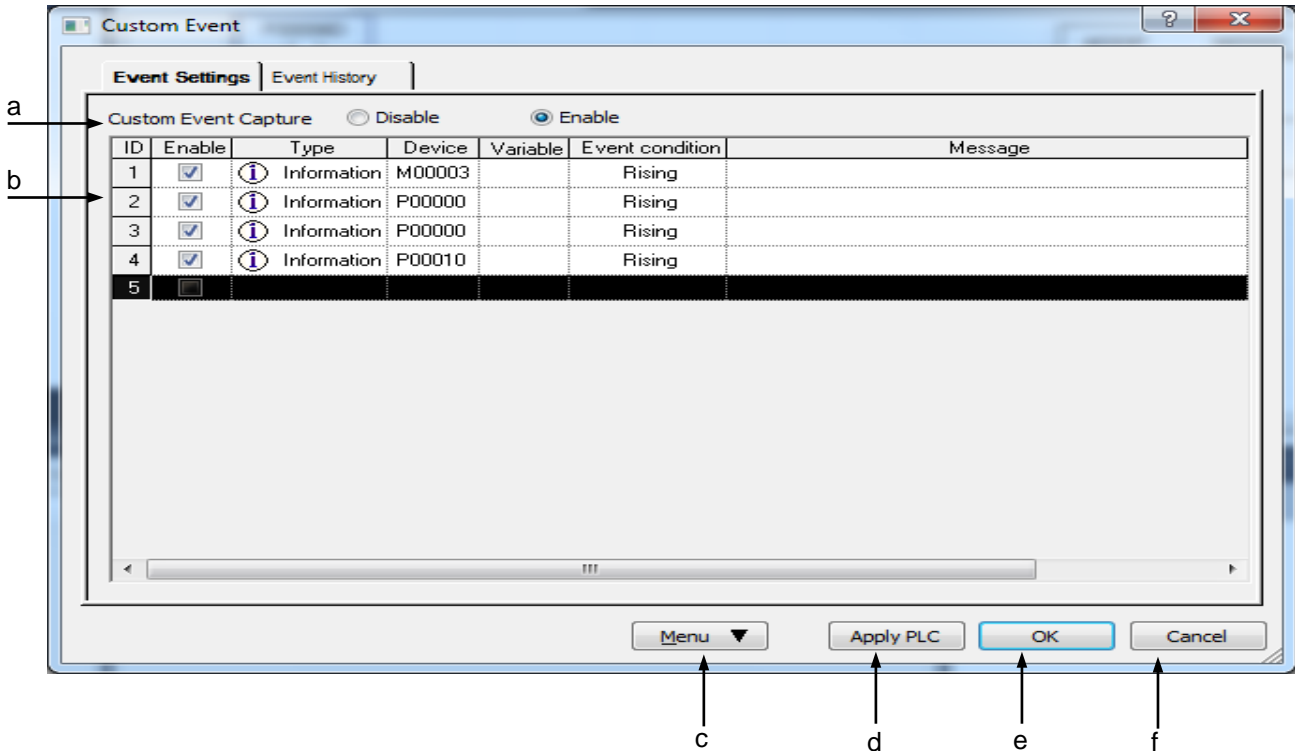 Custom Event
Event Settings Event History
a
Custom Event Capture Disable Enable
ID Enable Type Device Variable Event condition Message
1 Information M00003 Rising
b
2 Information P00000 Rising
3 Information P00000 Rising
4 Information P00010 Rising
5
Menu Apply PLC OK Cancel
c d e f